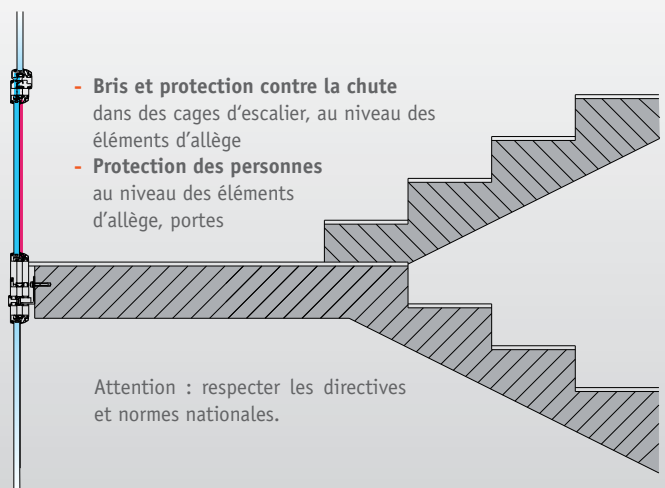 - Bris et protection contre la chute
dans des cages d‘escalier, au niveau des
éléments d‘allège
- Protection des personnes
au niveau des éléments
d‘allège, portes
Attention : respecter les directives
et normes nationales.